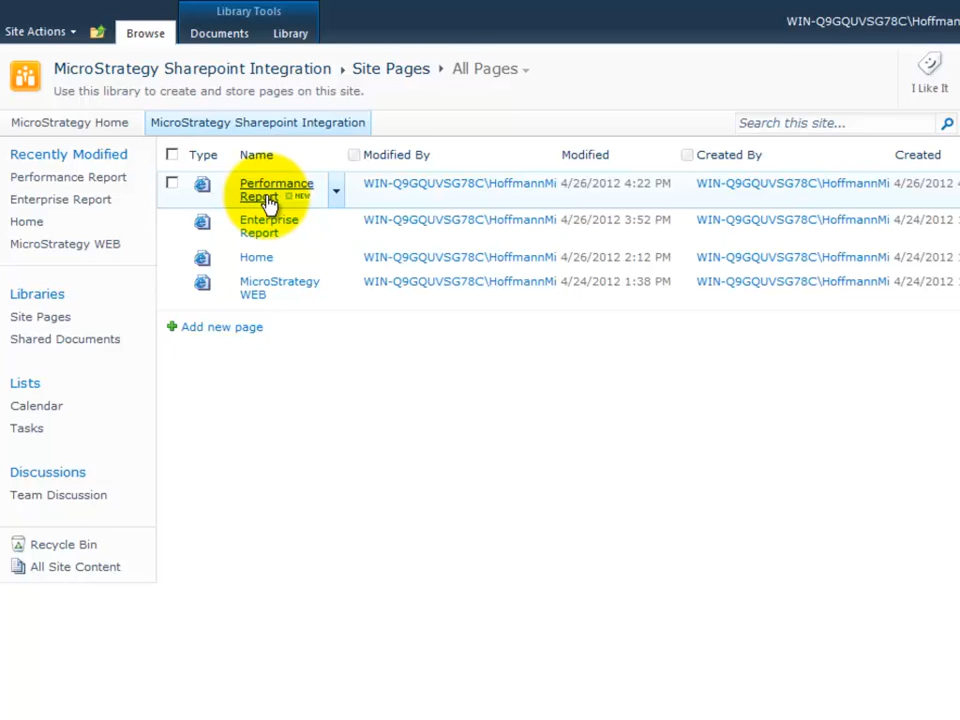 Library Tools
Site Actions Browse Documents Library WIN-Q9GQUVSG78C\Hoffman
MicroStrategy Sharepoint Integration Site Pages All Pages
Use this library to create and store pages on this site.
I Like It
MicroStrategy Home MicroStrategy Sharepoint Integration Search this site...
Recently Modified
Performance Report
Enterprise Report
Home
MicroStrategy WEB
Libraries
Site Pages
Shared Documents
Lists
Calendar
Tasks
Discussions
Team Discussion
Recycle Bin
All Site Content
Type Name Modified By Modified Created By Created
Performance WIN-Q9GQUVSG78C\HoffmannMi 4/26/2012 4:22 PM WIN-Q9GQUVSG78C\HoffmannMi 4/26/2012
Report NEW
Enterprise WIN-Q9GQUVSG78C\HoffmannMi 4/26/2012 3:52 PM WIN-Q9GQUVSG78C\HoffmannMi 4/24/2012
Report
Home WIN-Q9GQUVSG78C\HoffmannMi 4/26/2012 2:12 PM WIN-Q9GQUVSG78C\HoffmannMi 4/24/2012
MicroStrategy WIN-Q9GQUVSG78C\HoffmannMi 4/24/2012 1:38 PM WIN-Q9GQUVSG78C\HoffmannMi 4/24/2012
WEB
Add new page